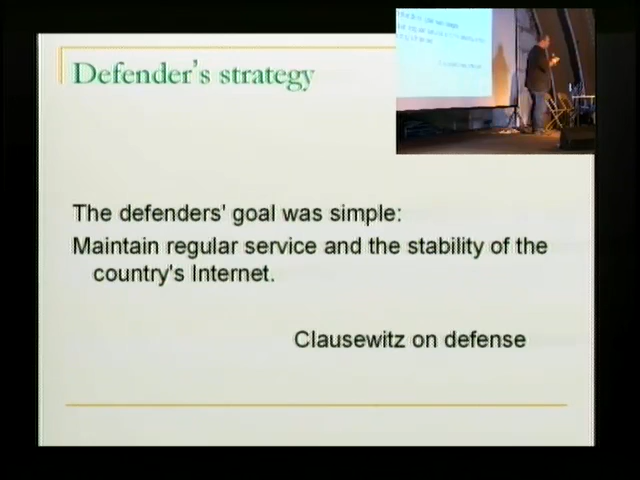 Defender's strategy
The defenders' goal was simple:
Maintain regular service and the stability of the
country's Internet.
Clausewitz on defense